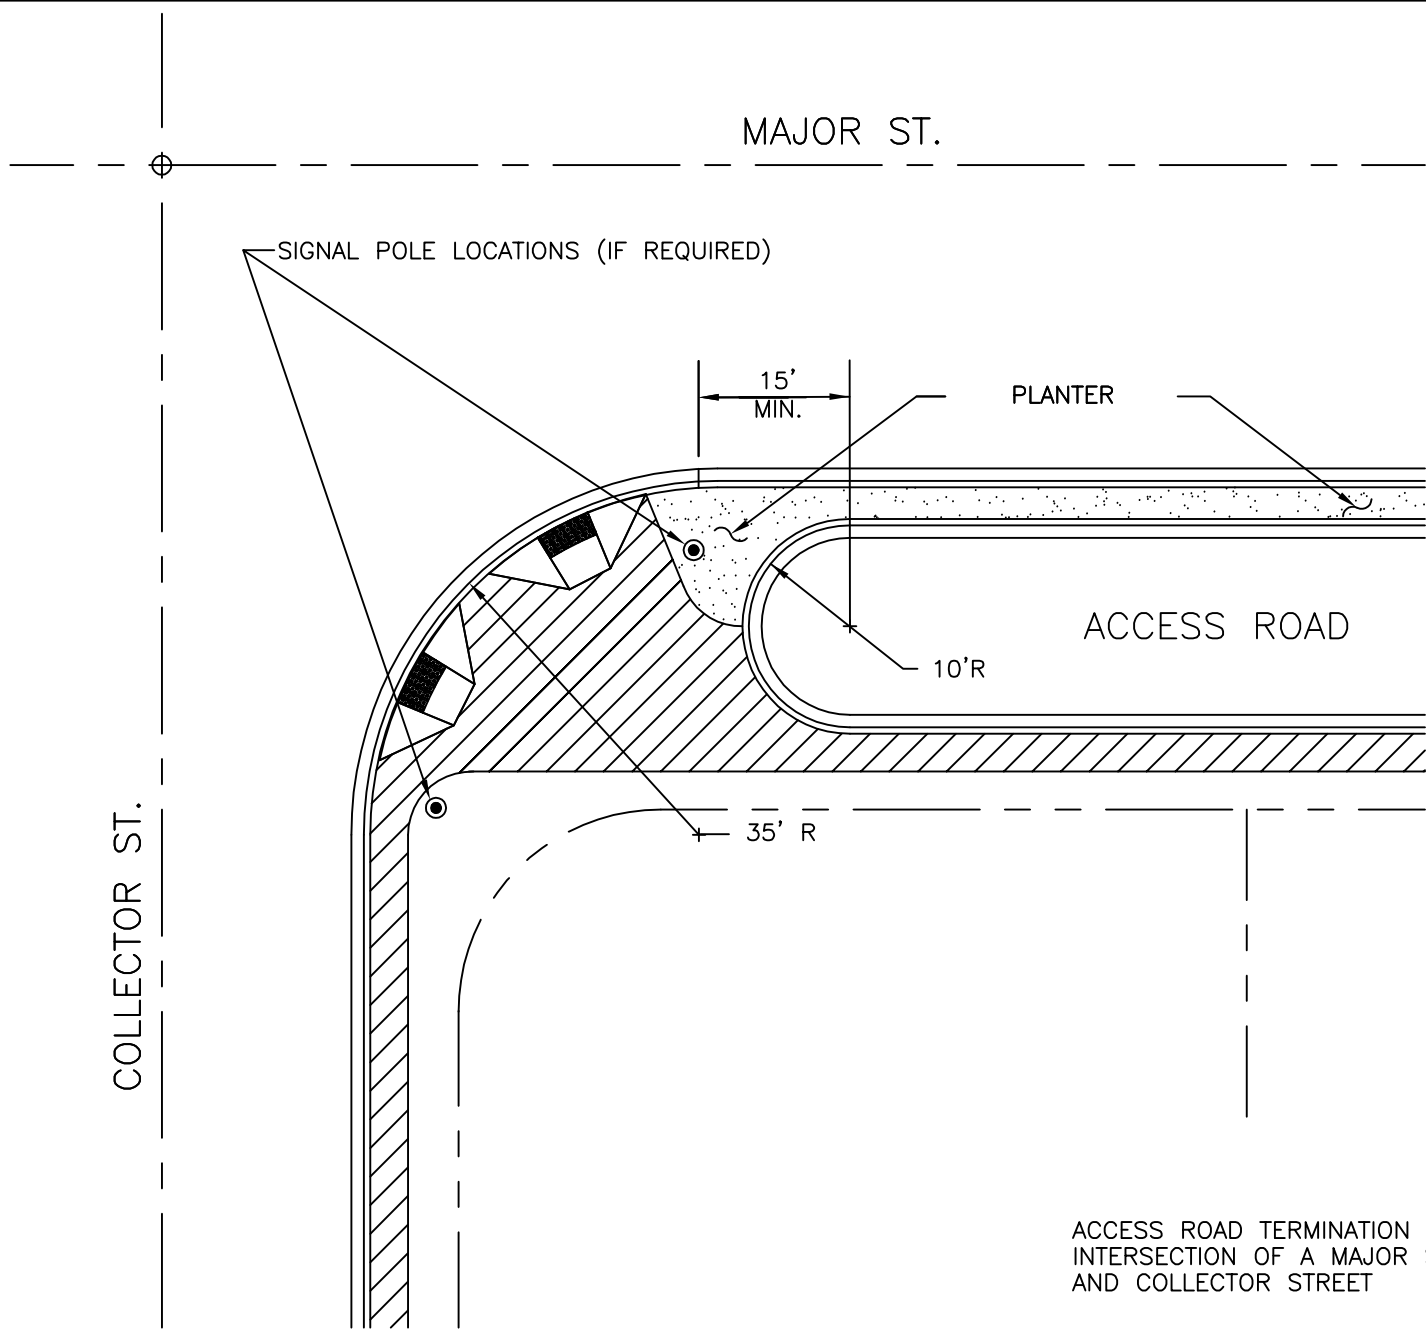 MAJOR ST.
SIGNAL POLE LOCATIONS (IF REQUIRED)
15'
MIN.
PLANTER
ACCESS ROAD
10'R
35' R
COLLECTOR ST.
ACCESS ROAD TERMINATION
INTERSECTION OF A MAJOR
AND COLLECTOR STREET